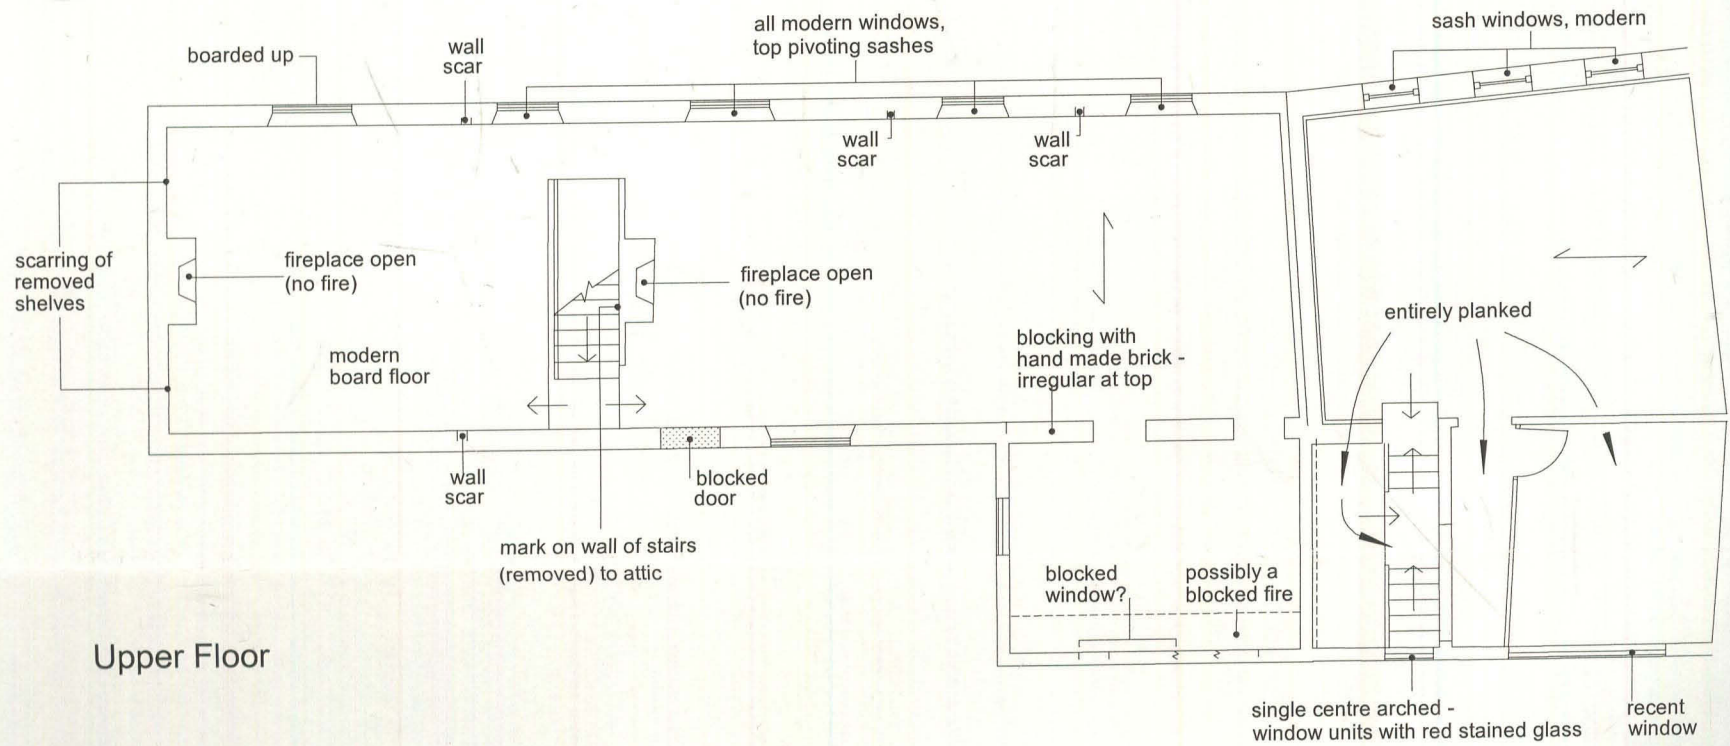 all modern windows,
top pivoting sashes
sash windows, modern
boarded up
wall
scar
wall
scar
wall
scar
scarring of
removed
shelves
fireplace open
(no fire)
fireplace open
(no fire)
entirely planked
modern
board floor
blocking with
hand made brick -
irregular at top
wall
scar
blocked
door
mark on wall of stairs
(removed) to attic
blocked
window?
possibly a
blocked fire
Upper Floor
single centre arched -
window units with red stained glass
recent
window